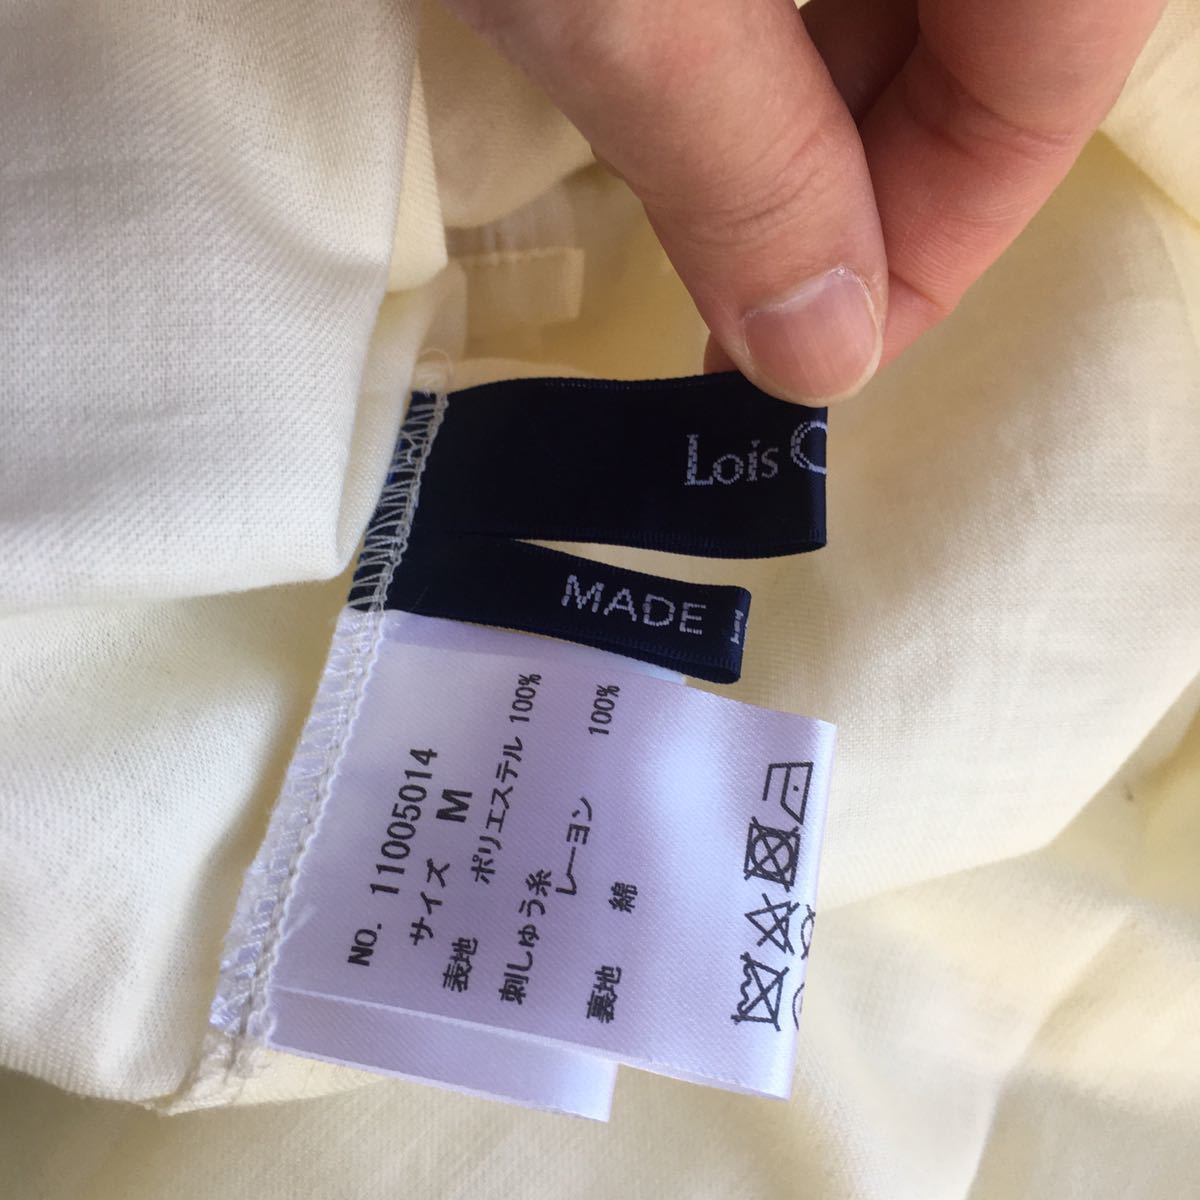 Lois
MADE
NO. 11005014
サイズ M
表地 ポリエステル 100%
刺しゅう糸
レーヨン 100%
裏地 綿